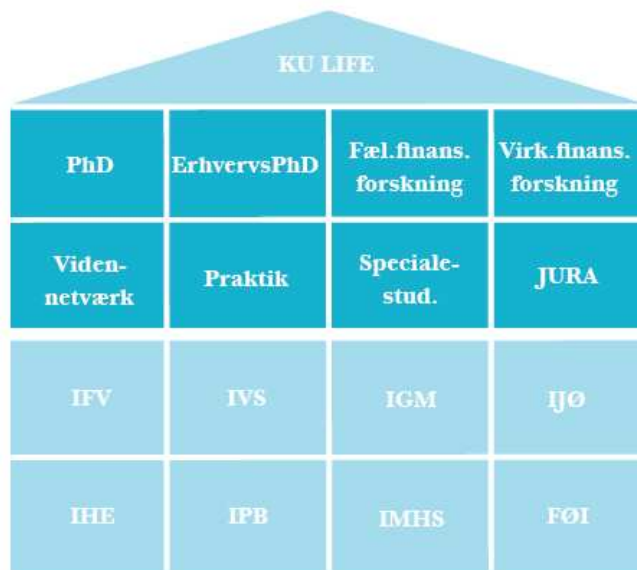 KU LIFE
PhD
ErhvervsPhD
Fæl.finans.
forskning
Virk.finans.
forskning
Viden-
netværk
Praktik
Speciale-
stud.
JURA
IFV
IVS
IGM
IJØ
IHE
IPB
IMHS
FØI